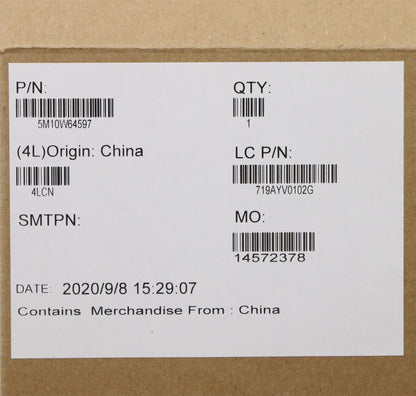 P/N:
5M10W64597
QTY:
1
(4L)Origin: China
4LCN
LC P/N:
719AYV0102G
SMTPN:
MO:
14572378
DATE: 2020/9/8 15:29:07
Contains Merchandise From : China